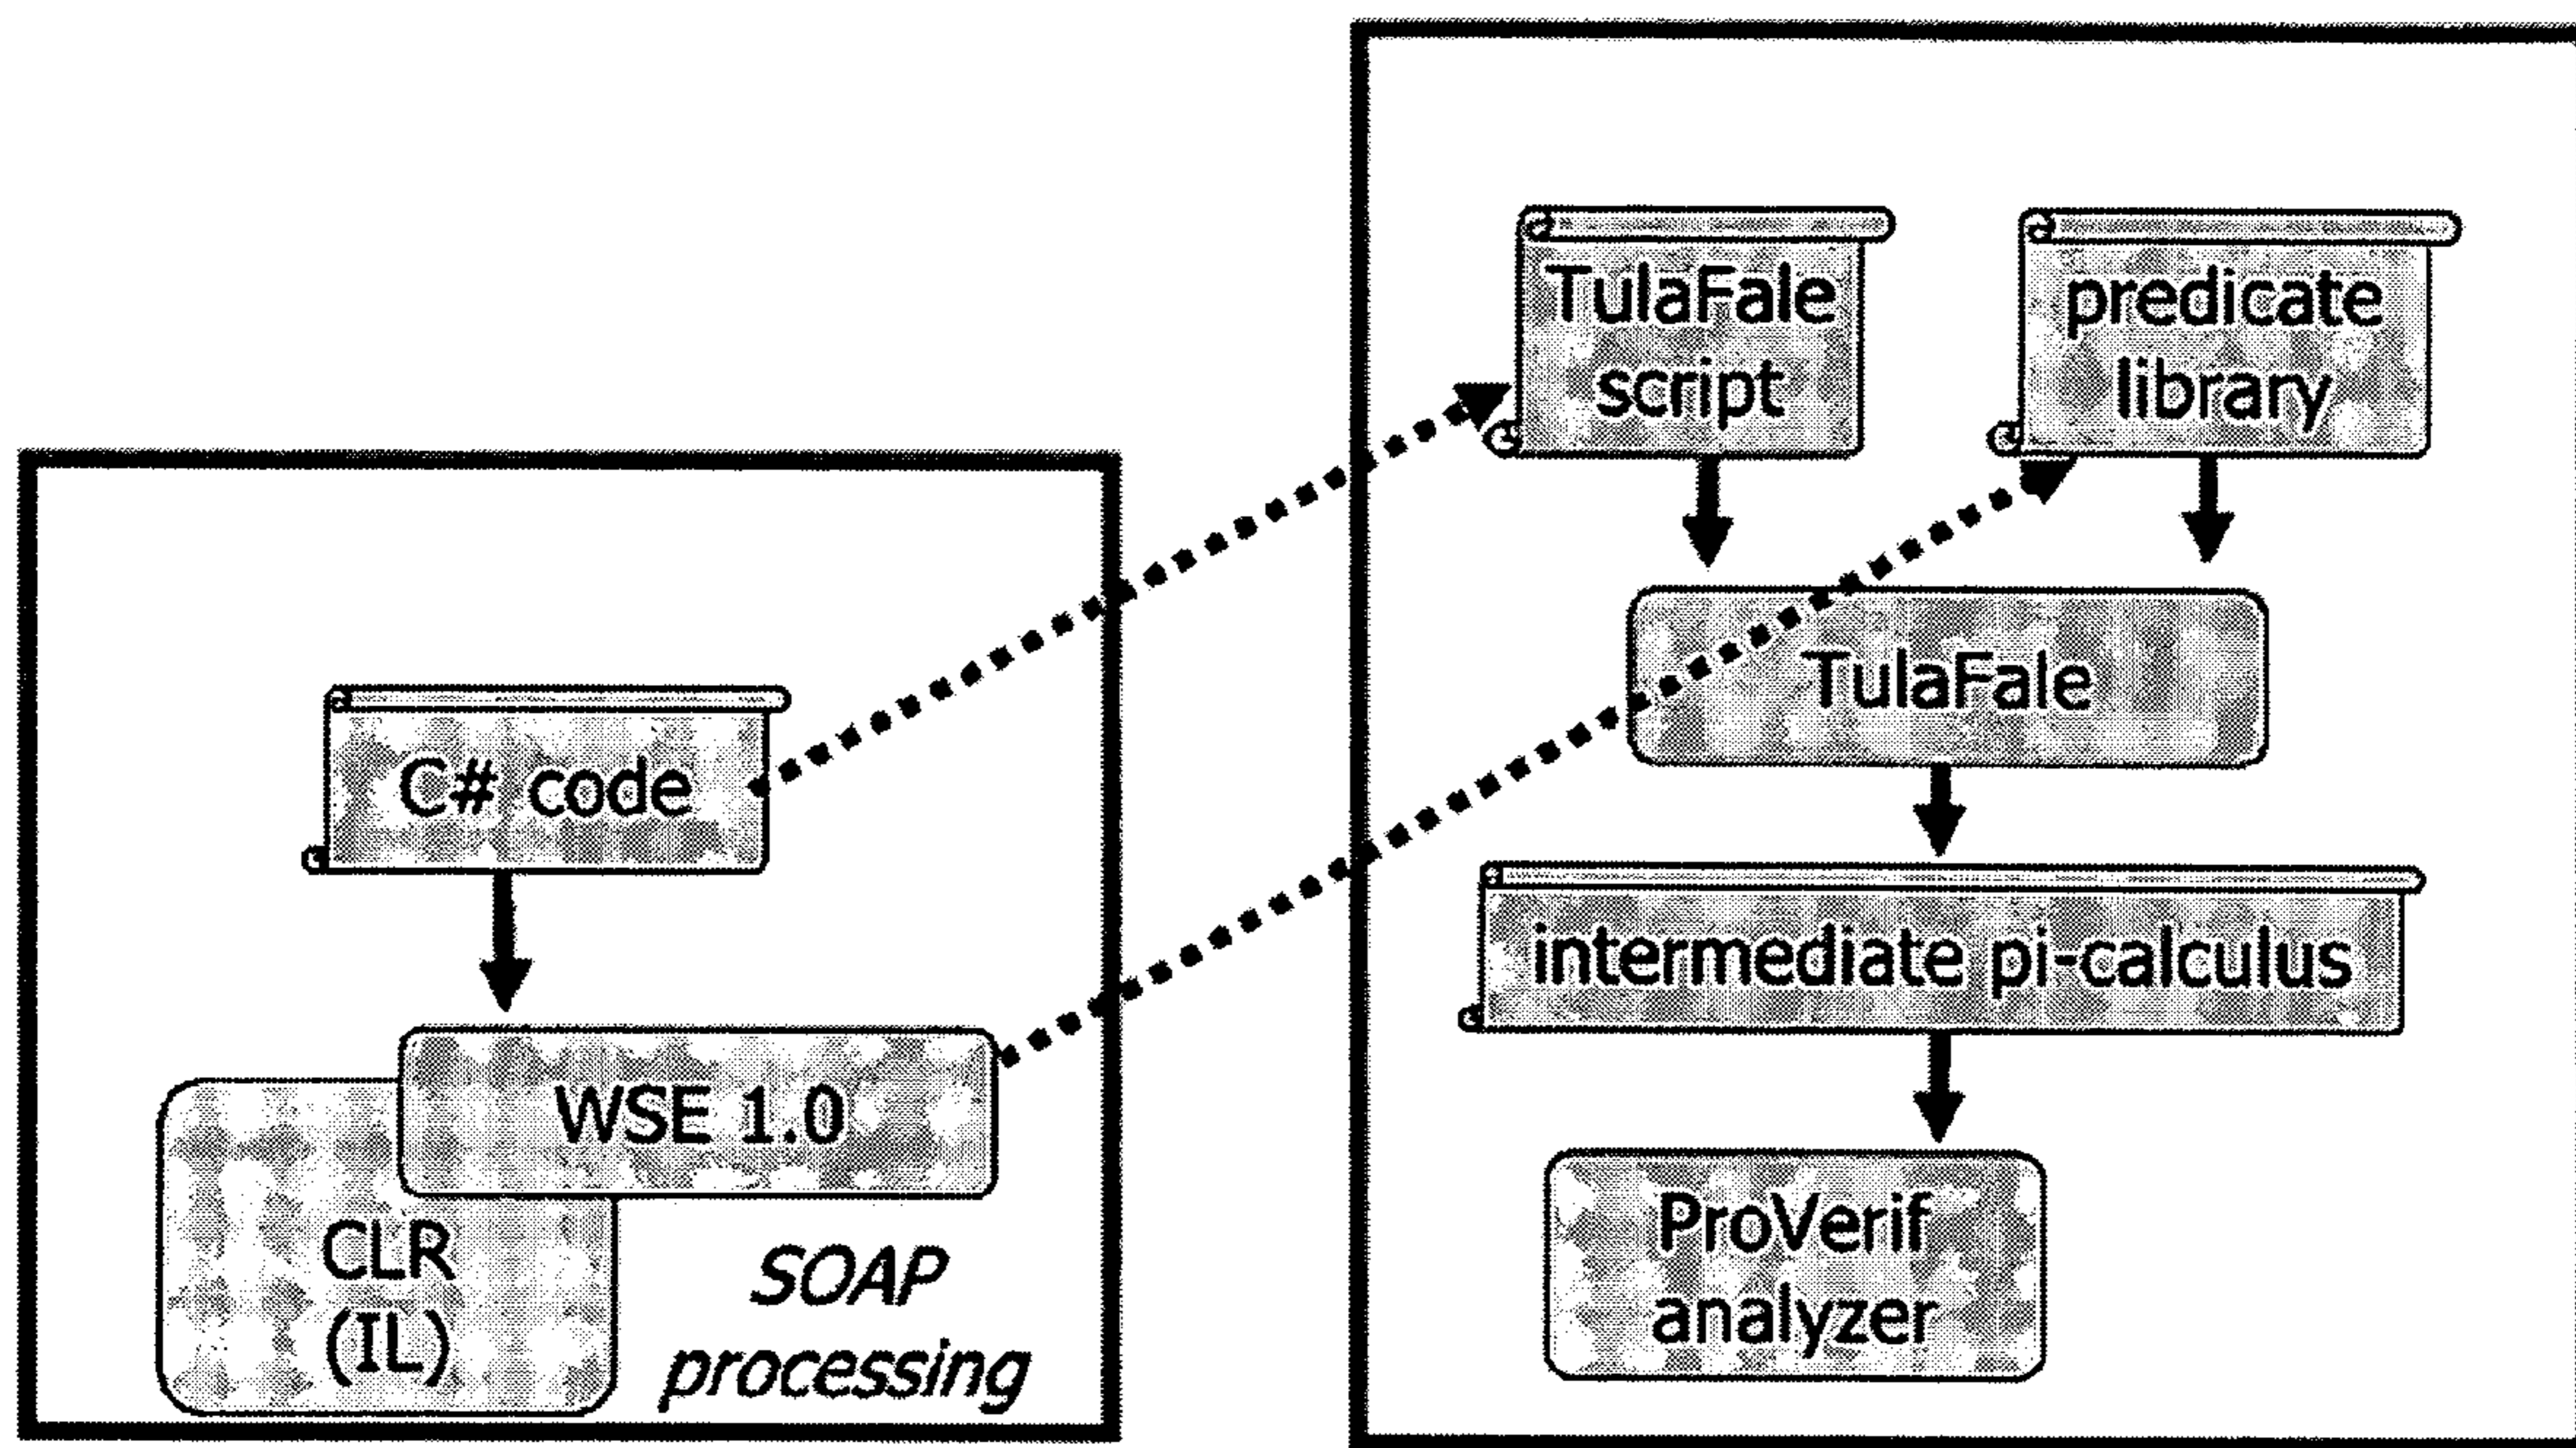 C# code
WSE 1.0
CLR
(IL)
SOAP
processing
TulaFale
script
predicate
library
TulaFale
intermediate pi-calculus
ProVerif
analyzer